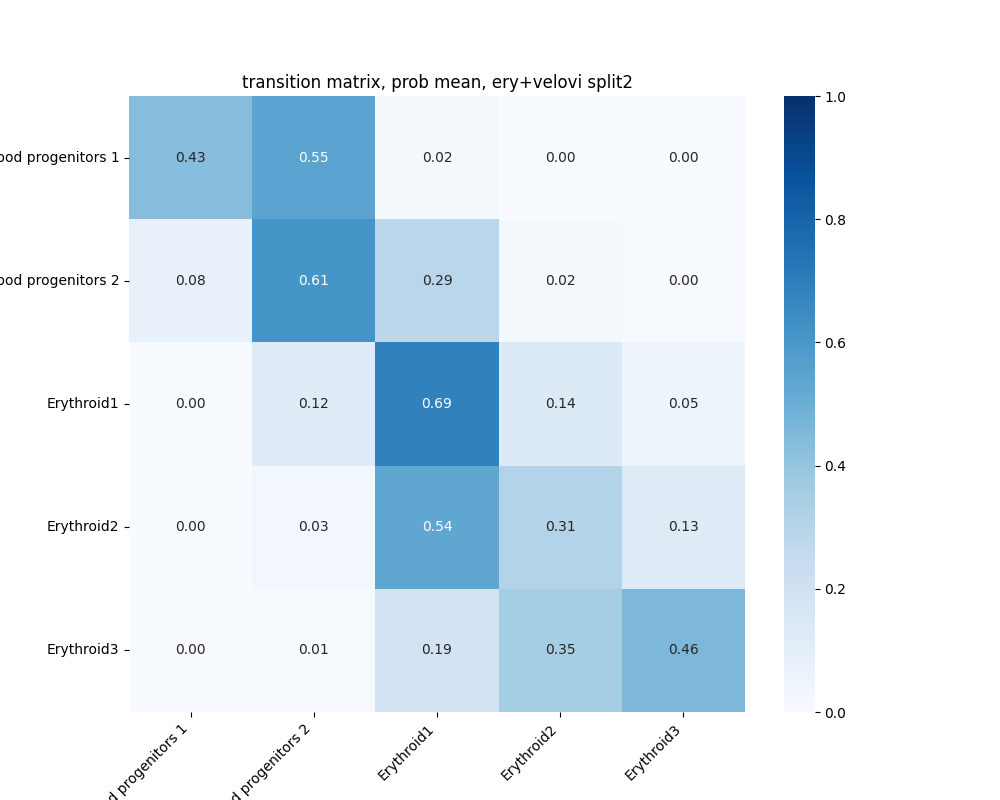 transition matrix, prob mean, ery+velovi split2
ood progenitors 1 0.43 0.55 0.02 0.00 0.00
ood progenitors 2 0.08 0.61 0.29 0.02 0.00
Erythroid1 0.00 0.12 0.69 0.14 0.05
Erythroid2 0.00 0.03 0.54 0.31 0.13
Erythroid3 0.00 0.01 0.19 0.35 0.46
d progenitors 1 d progenitors 2 Erythroid1 Erythroid2 Erythroid3
1.0
0.8
0.6
0.4
0.2
0.0